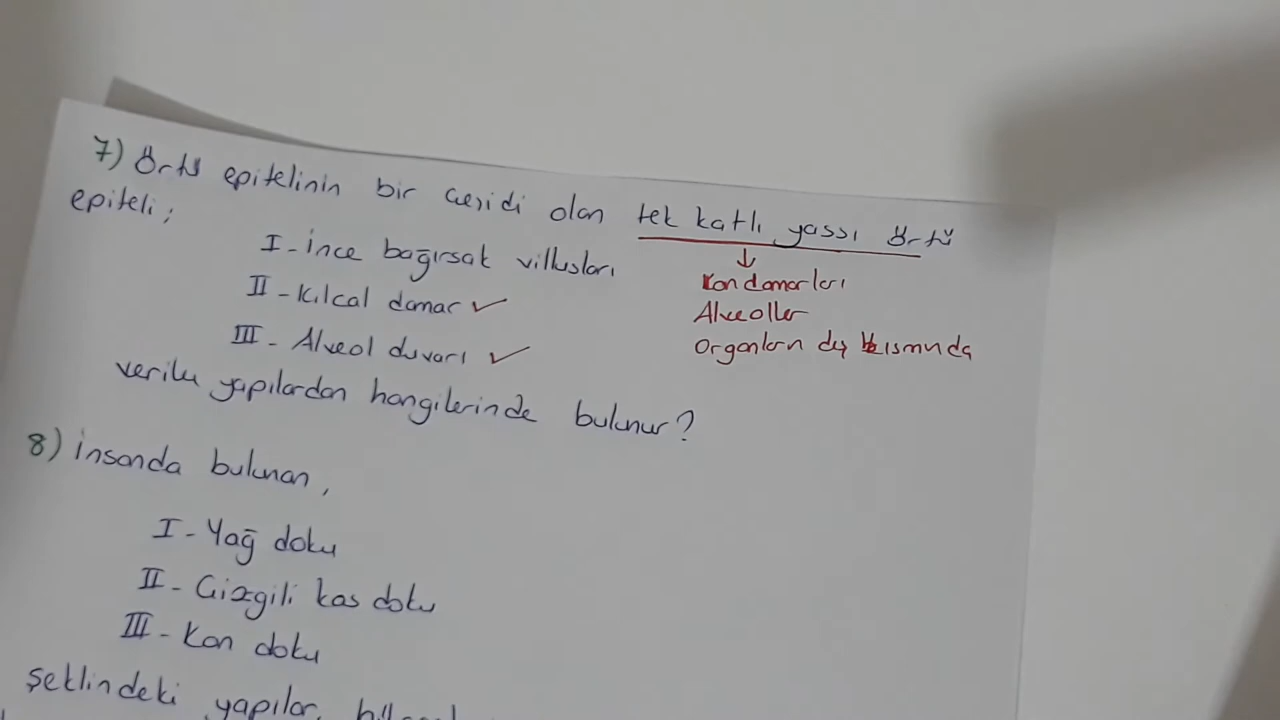 7) Örtü epitelinin bir çeşidi olan tek katlı yassı örtü
epiteli;
I - İnce bağırsak villusları
II - Kılcal damar ✓
III - Alveol duvarı ✓
↓
Kan damarları
Alveoller
Organların dış kısmında
verilen yapılardan hangilerinde bulunur?
8) İnsanda bulunan,
I - Yağ doku
II - Çizgili kas doku
III - Kan doku
şeklindeki yapılar,